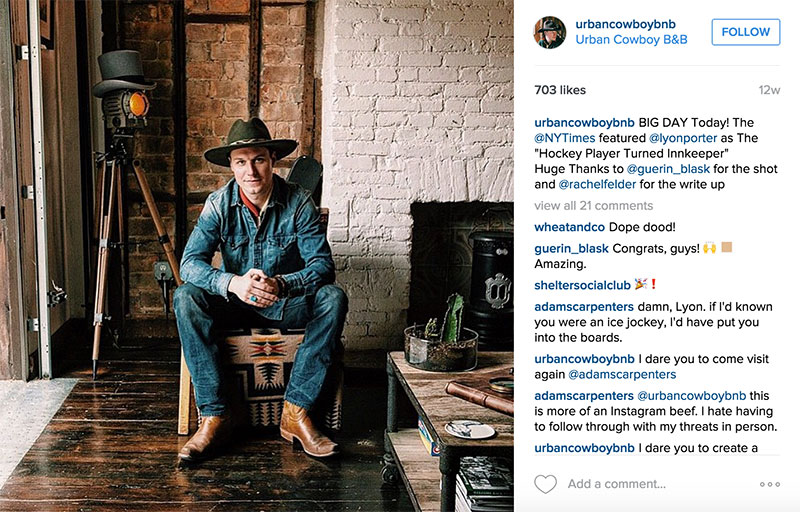 urbancowboybnb
Urban Cowboy B&B
FOLLOW
703 likes
12w
urbancowboybnb BIG DAY Today! The
@NYTimes featured @lyonporter as The
"Hockey Player Turned Innkeeper"
Huge Thanks to @guerin_blask for the shot
and @rachelfelder for the write up
view all 21 comments
wheatandco Dope dood!
guerin_blask Congrats, guys! 🙌🏼
Amazing.
sheltersocialclub 🎉❗
adamscarpenters damn, Lyon. if I'd known
you were an ice jockey, I'd have put you
into the boards.
urbancowboybnb I dare you to come visit
again @adamscarpenters
adamscarpenters @urbancowboybnb this
is more of an Instagram beef. I hate having
to follow through with my threats in person.
urbancowboybnb I dare you to create a
Add a comment...